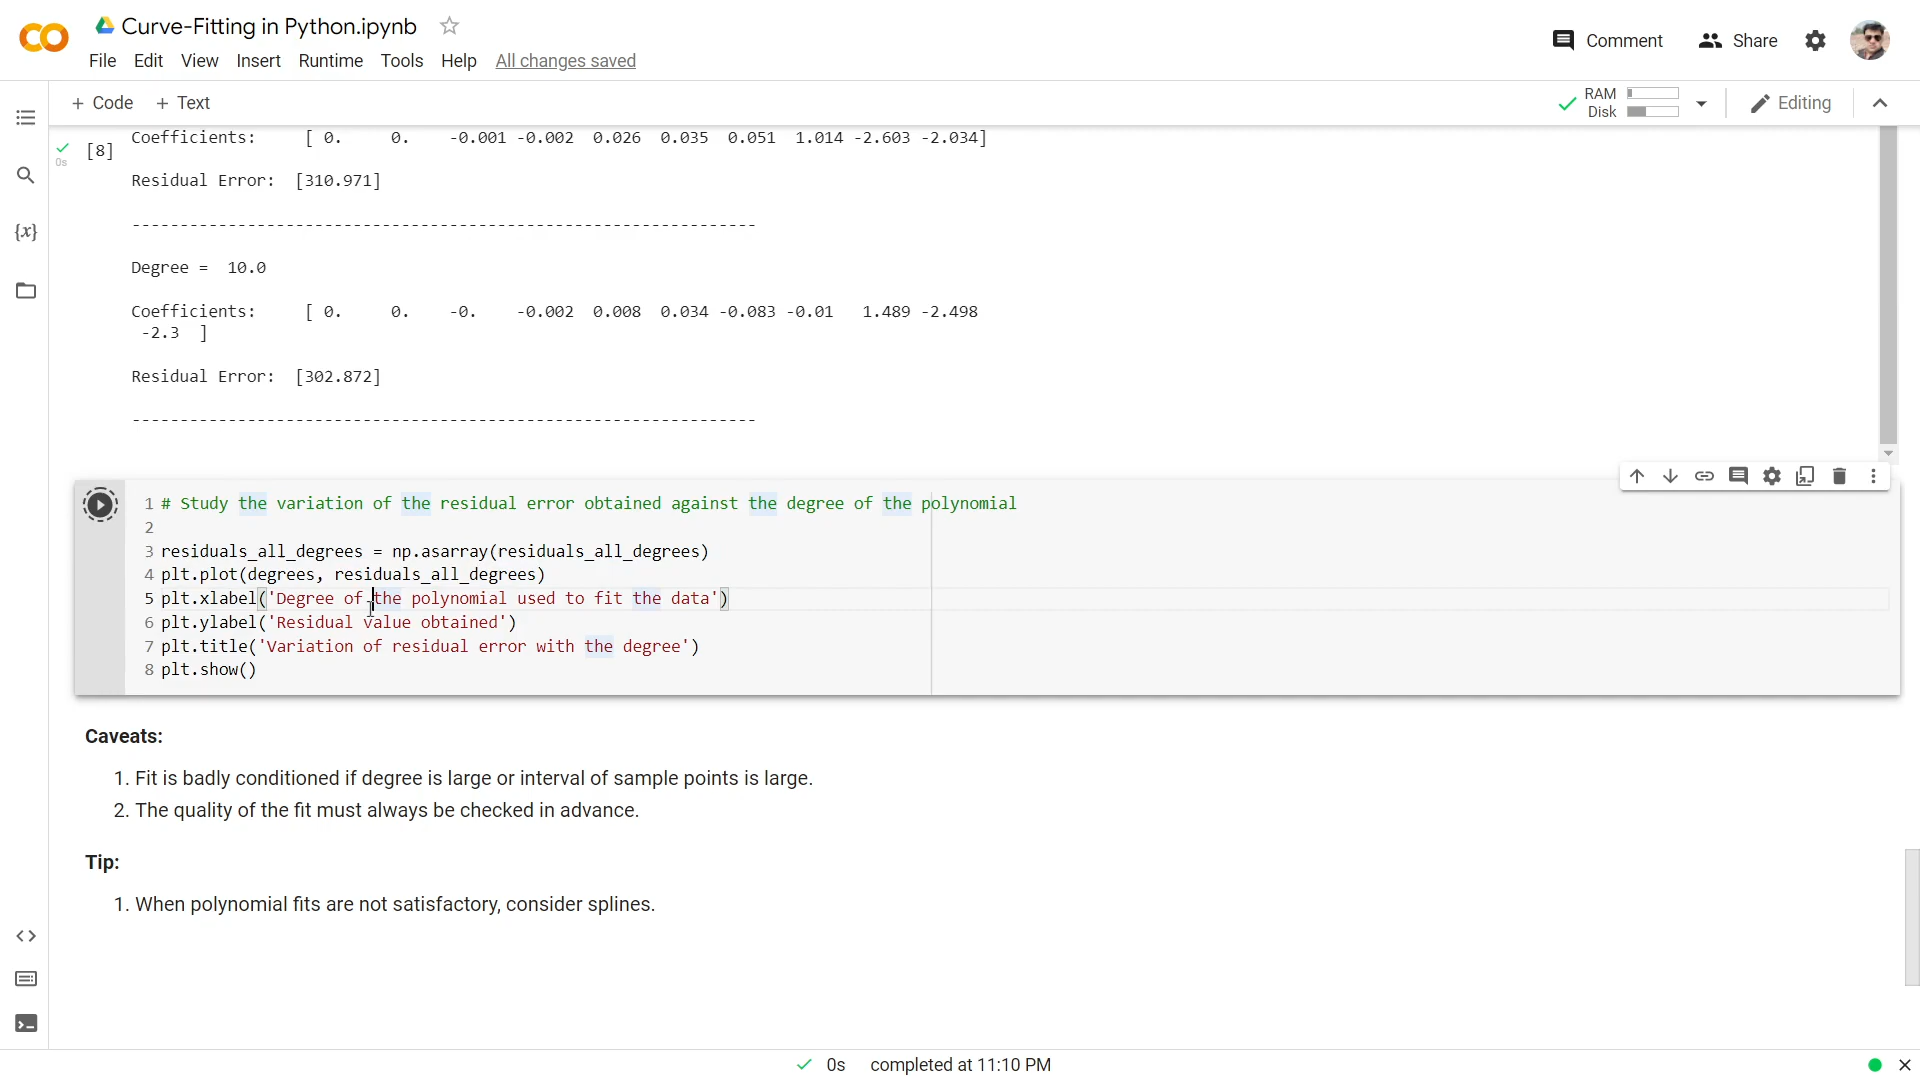 Curve-Fitting in Python.ipynb
Comment
Share
File Edit View Insert Runtime Tools Help All changes saved
+ Code + Text
RAM
Disk
Editing
Coefficients: [ 0. 0. -0.001 -0.002 0.026 0.035 0.051 1.014 -2.603 -2.034]
[8]
0s
Residual Error: [310.971]
-----------------------------------------------------------------
Degree = 10.0
Coefficients: [ 0. 0. -0. -0.002 0.008 0.034 -0.083 -0.01 1.489 -2.498
-2.3 ]
Residual Error: [302.872]
-----------------------------------------------------------------
1 # Study the variation of the residual error obtained against the degree of the polynomial
2
3 residuals_all_degrees = np.asarray(residuals_all_degrees)
4 plt.plot(degrees, residuals_all_degrees)
5 plt.xlabel('Degree of the polynomial used to fit the data')
6 plt.ylabel('Residual value obtained')
7 plt.title('Variation of residual error with the degree')
8 plt.show()
Caveats:
1. Fit is badly conditioned if degree is large or interval of sample points is large.
2. The quality of the fit must always be checked in advance.
Tip:
1. When polynomial fits are not satisfactory, consider splines.
0s completed at 11:10 PM